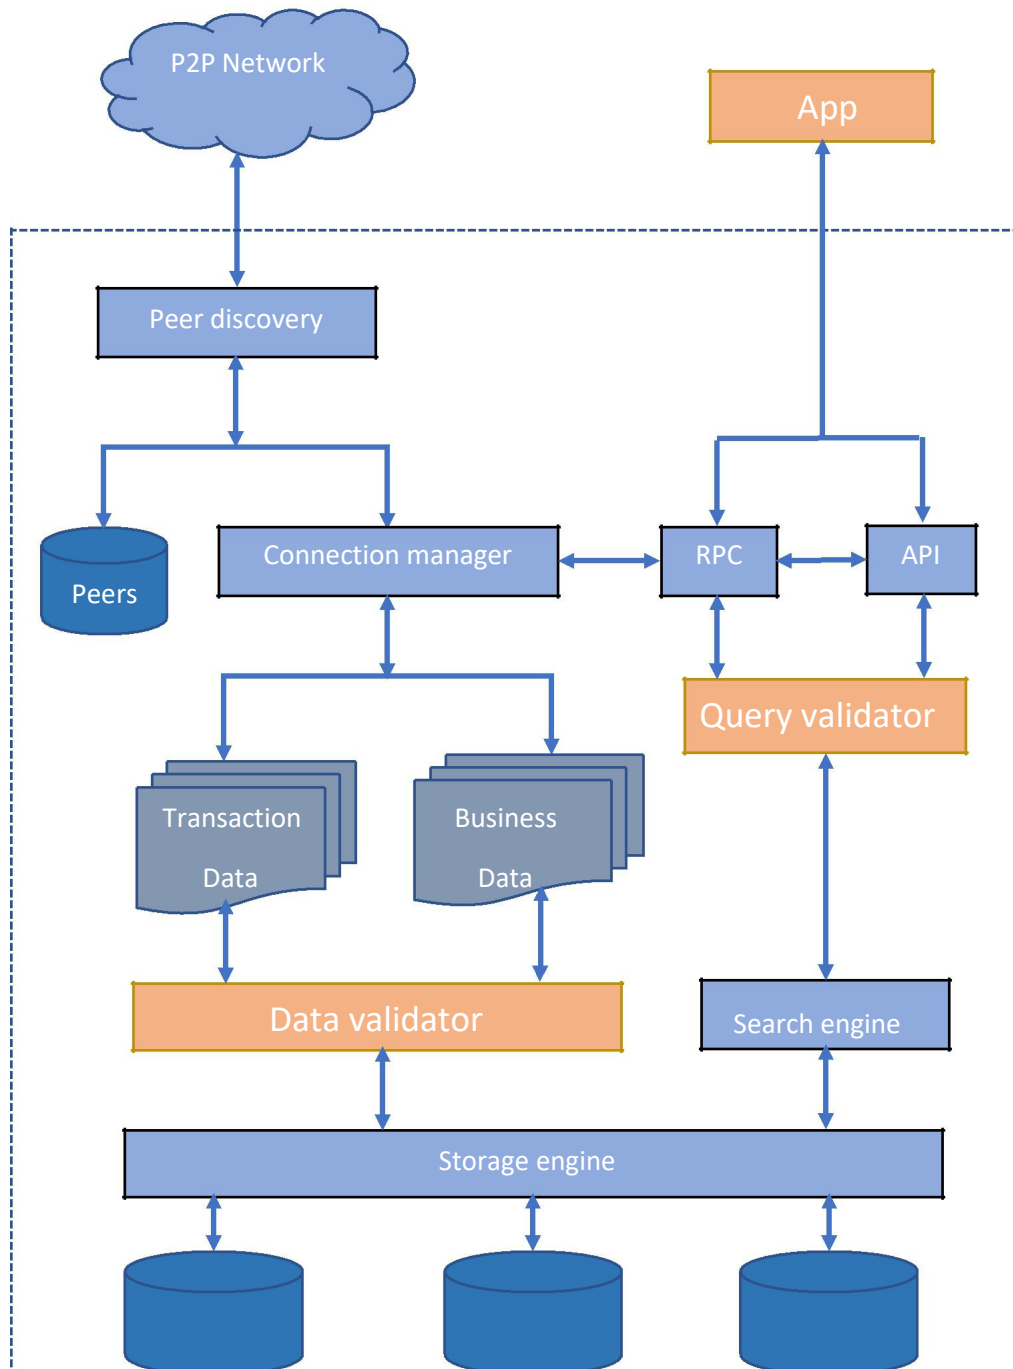 P2P Network
App
Peer discovery
Connection manager
RPC
API
Peers
Query validator
Transaction
Data
Business
Data
Data validator
Search engine
Storage engine